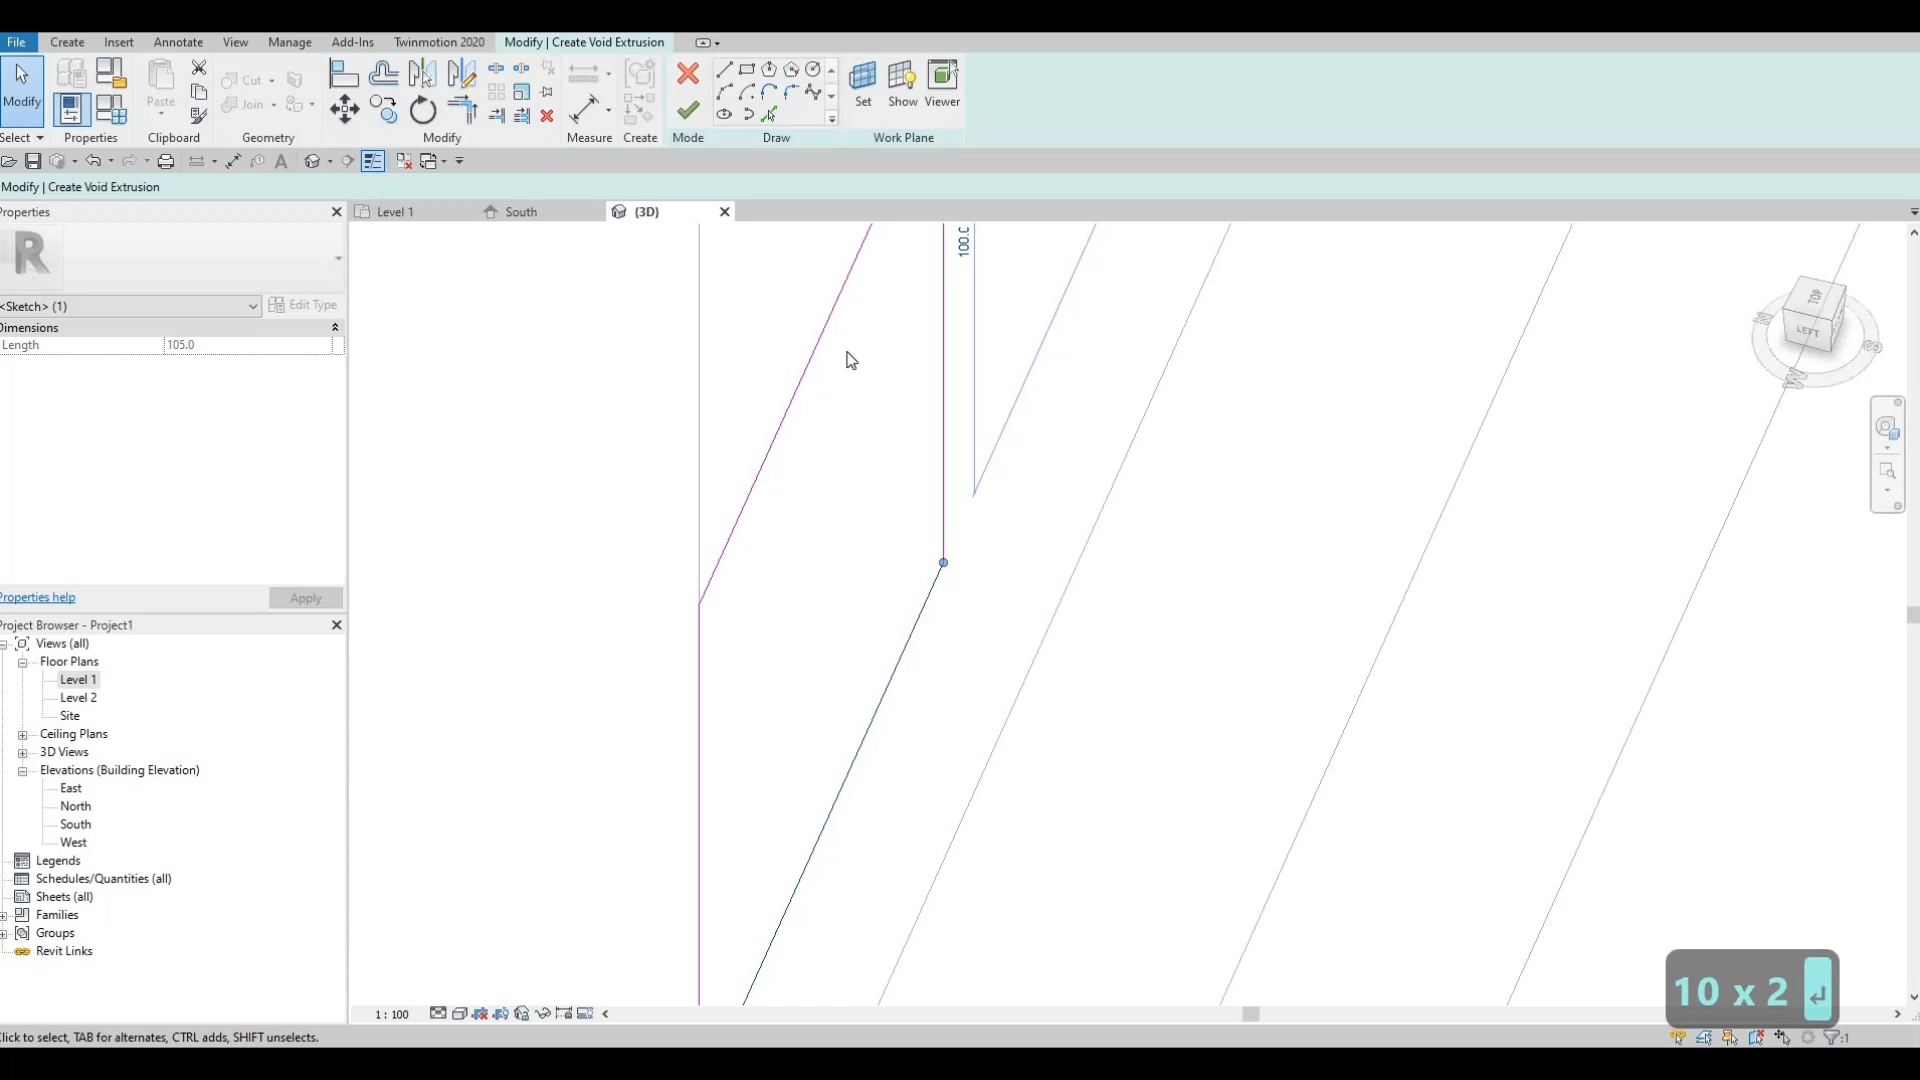 File Create Insert Annotate View Manage Add-Ins Twinmotion 2020 Modify | Create Void Extrusion
Modify Paste Cut Join Set Show Viewer
Select Properties Clipboard Geometry Modify Measure Create Mode Draw Work Plane
Modify | Create Void Extrusion
Properties
Level 1 South (3D)
R
<Sketch> (1) Edit Type
Dimensions
Length 105.0
Properties help Apply
Project Browser - Project1
Views (all)
Floor Plans
Level 1
Level 2
Site
Ceiling Plans
3D Views
Elevations (Building Elevation)
East
North
South
West
Legends
Schedules/Quantities (all)
Sheets (all)
Families
Groups
Revit Links
TOP
LEFT
W
S
1 : 100
10 x 2
Click to select, TAB for alternates, CTRL adds, SHIFT unselects.
:1